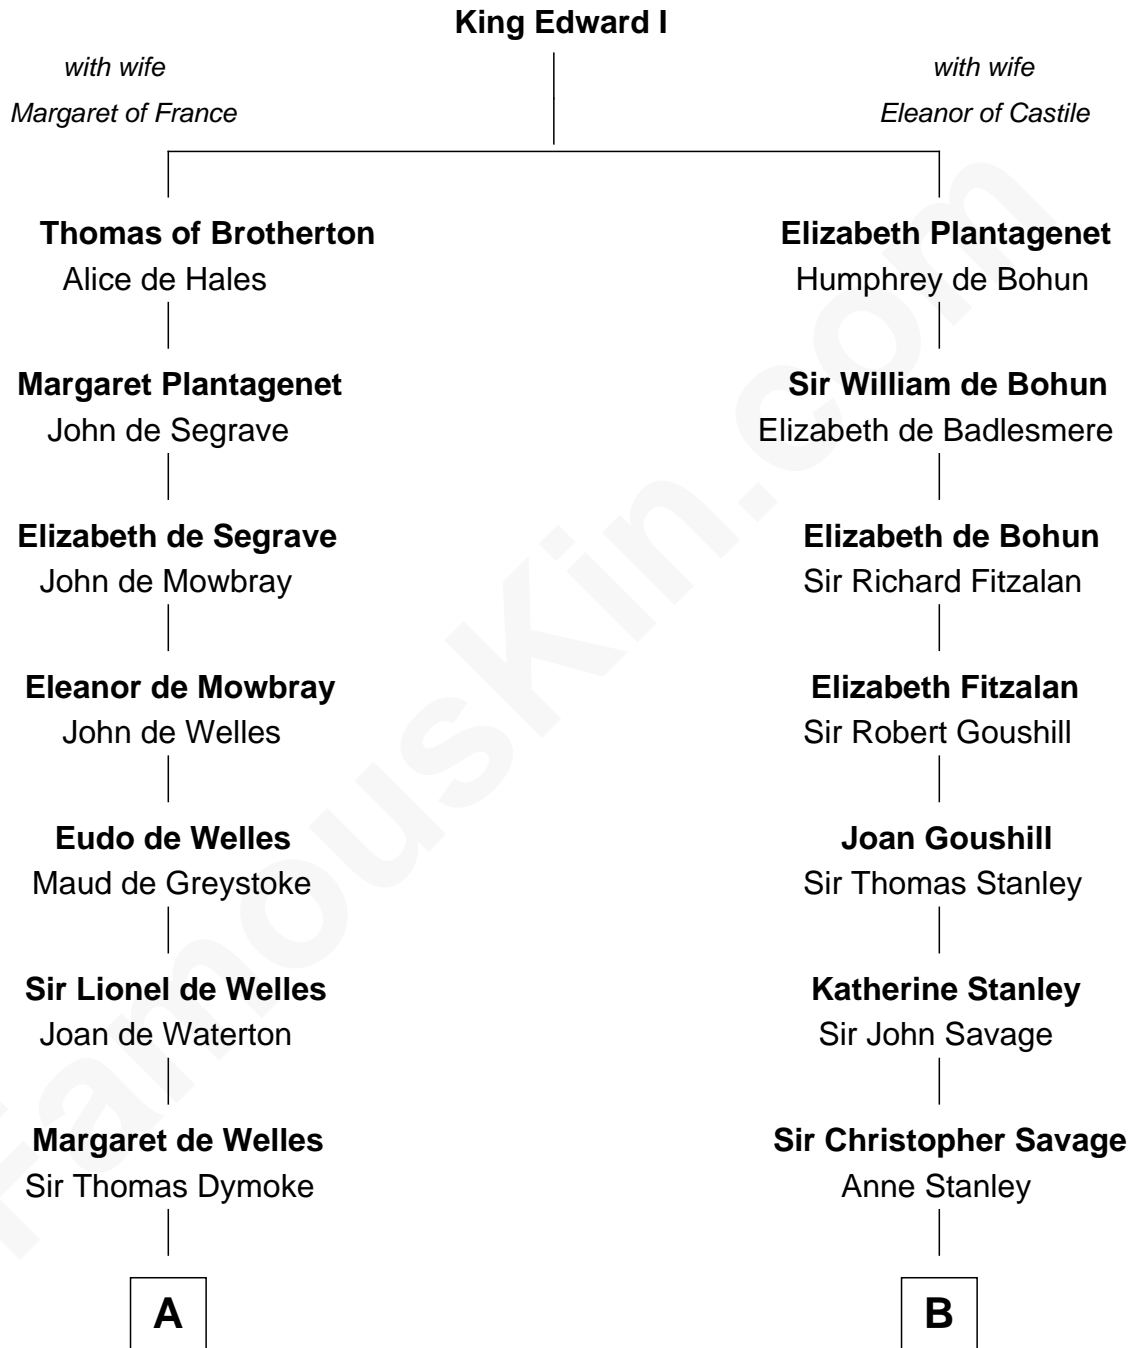 King Edward I
with wife
Margaret of France
with wife
Eleanor of Castile
Thomas of Brotherton
Alice de Hales
Elizabeth Plantagenet
Humphrey de Bohun
Margaret Plantagenet
John de Segrave
Sir William de Bohun
Elizabeth de Badlesmere
Elizabeth de Segrave
John de Mowbray
Elizabeth de Bohun
Sir Richard Fitzalan
Eleanor de Mowbray
John de Welles
Elizabeth Fitzalan
Sir Robert Goushill
Eudo de Welles
Maud de Greystoke
Joan Goushill
Sir Thomas Stanley
Sir Lionel de Welles
Joan de Waterton
Katherine Stanley
Sir John Savage
Margaret de Welles
Sir Thomas Dymoke
Sir Christopher Savage
Anne Stanley
A
B
FamousKin.com